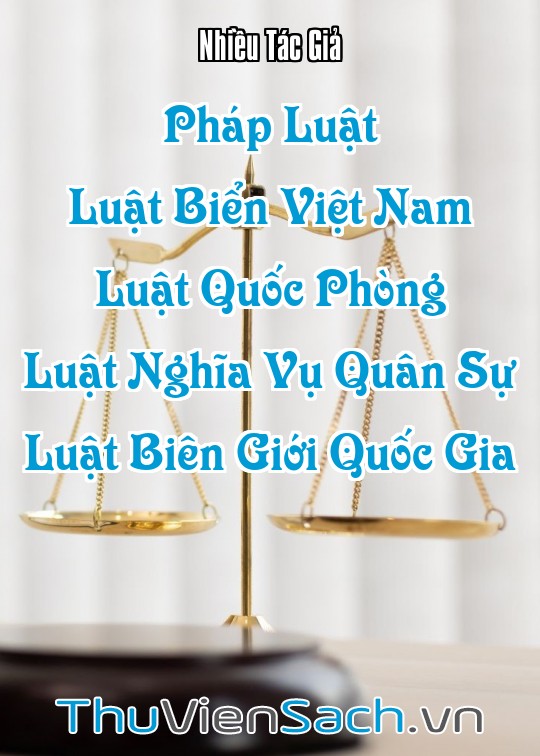 Nhiều Tác Giả
Pháp Luật
Luật Biển Việt Nam
Luật Quốc Phòng
Luật Nghĩa Vụ Quân Sự
Luật Biên Giới Quốc Gia
ThuVienSach.vn